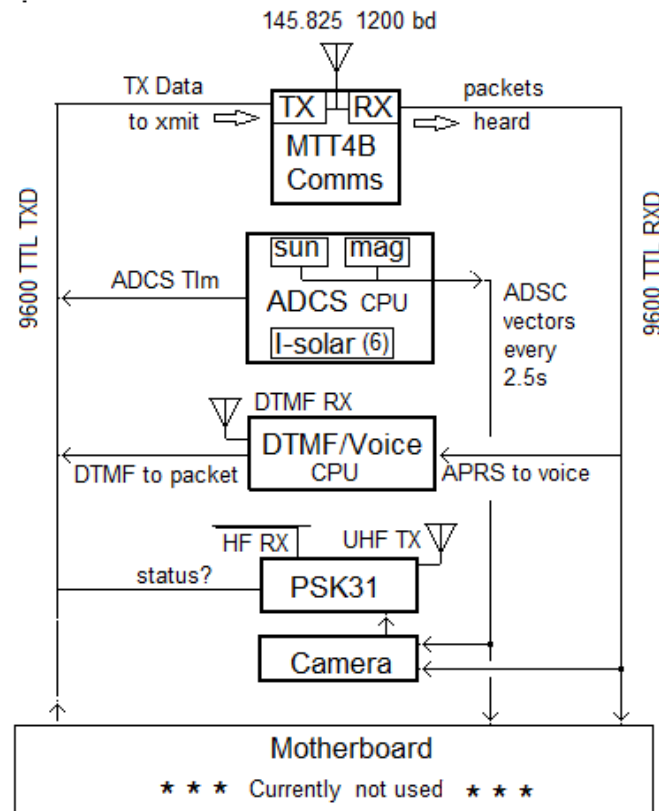 145.825 1200 bd
TX Data
to xmit
TX
RX
MTT4B
Comms
packets
heard
9600 TTL TXD
9600 TTL RXD
sun
mag
ADCS CPU
I-solar (6)
ADCS Tlm
ADSC
vectors
every
2.5s
DTMF RX
DTMF/Voice
CPU
DTMF to packet
APRS to voice
HF RX
UHF TX
PSK31
status?
Camera
Motherboard
* * * Currently not used * * *